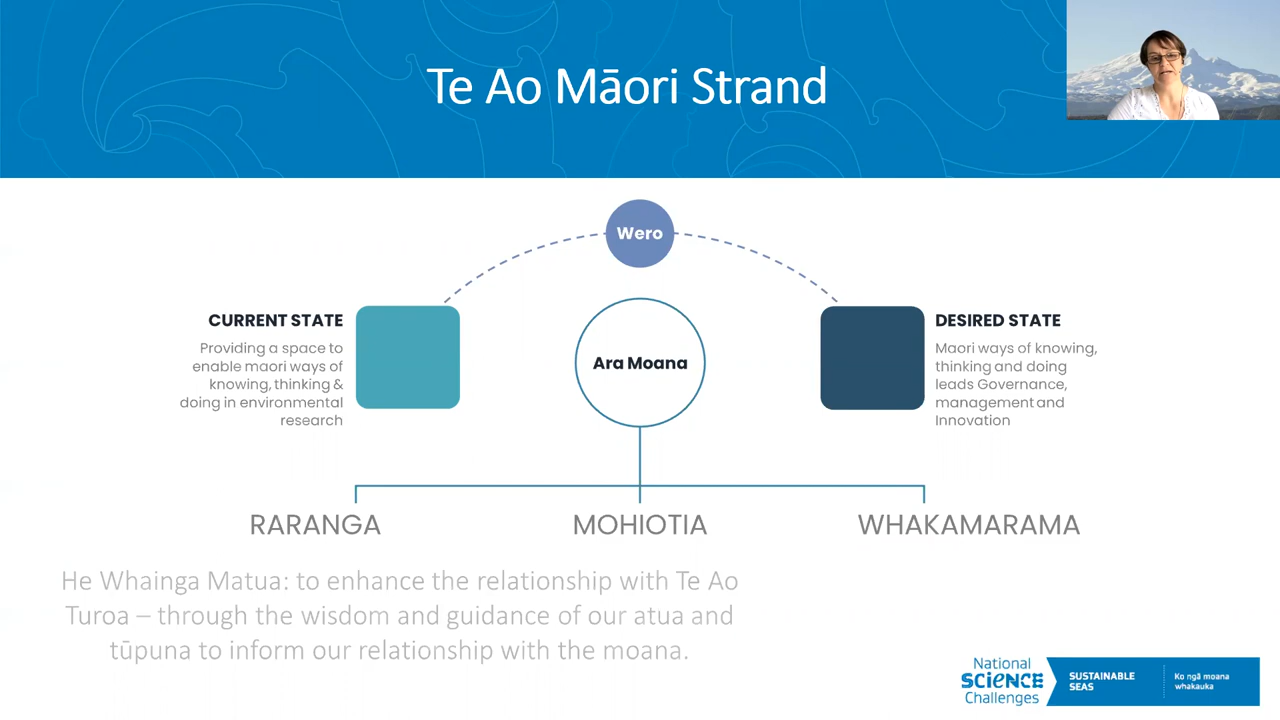 Te Ao Māori Strand
Wero
CURRENT STATE
Providing a space to
enable maori ways of
knowing, thinking &
doing in environmental
research
Ara Moana
DESIRED STATE
Maori ways of knowing,
thinking and doing
leads Governance,
management and
Innovation
RARANGA
MOHIOTIA
WHAKAMARAMA
He Whainga Matua: to enhance the relationship with Te Ao
Turoa – through the wisdom and guidance of our atua and
tūpuna to inform our relationship with the moana.
National
SCIENCE
Challenges
SUSTAINABLE
SEAS
Ko ngā moana
whakauka